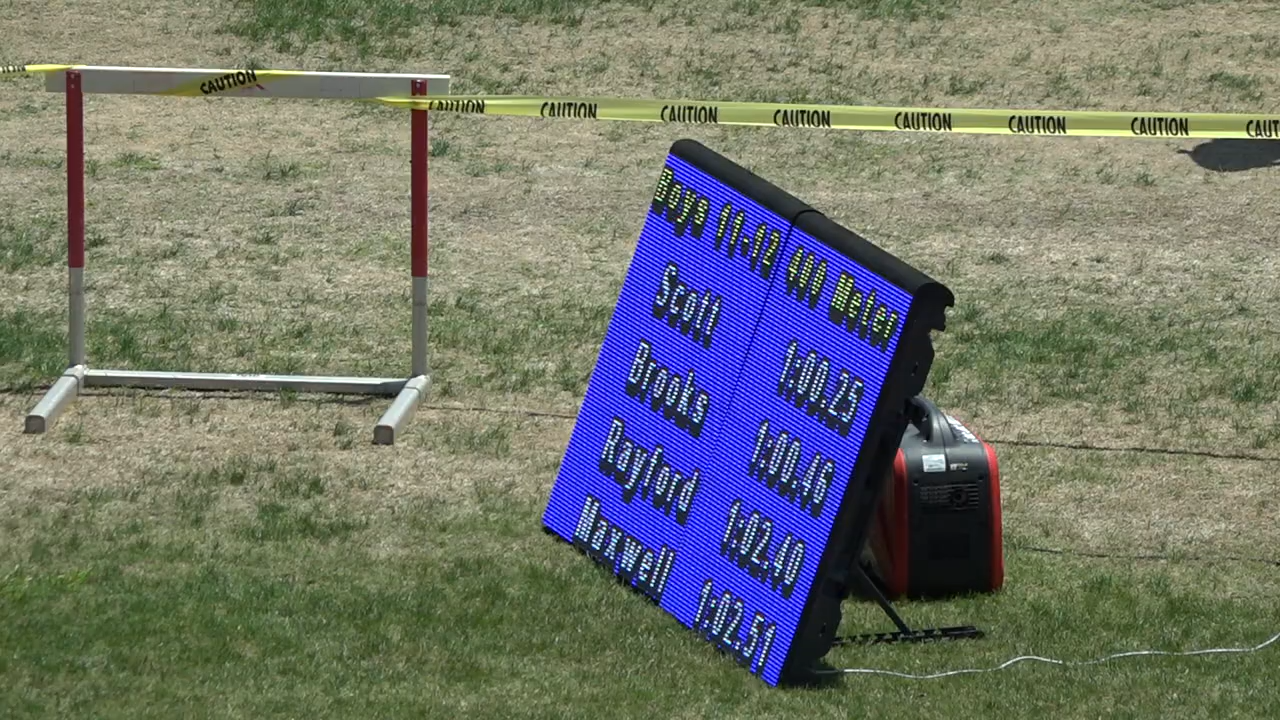 CAUTION
CAUTION CAUTION CAUTION CAUTION CAUTION CAUTION CAUTION CAUT
Boys 11-12 400 Meter
Scott 1:00.25
Brooks 1:00.46
Rayford 1:02.40
Maxwell 1:02.51